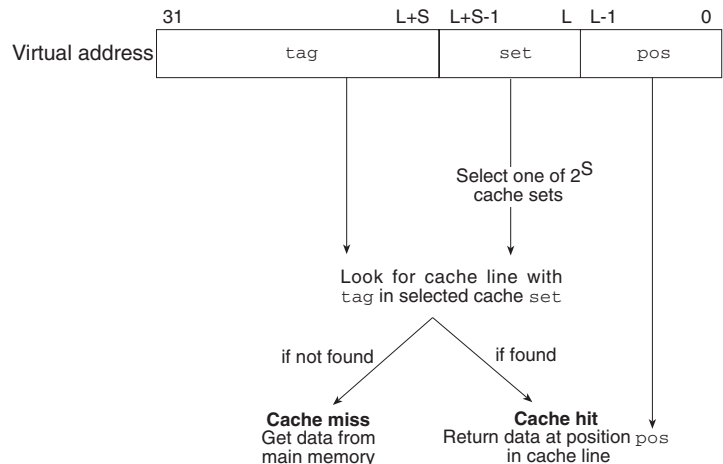 31 L+S L+S-1 L L-1 0
Virtual address tag set pos
Select one of 2^S
cache sets
Look for cache line with
tag in selected cache set
if not found if found
Cache miss
Get data from
main memory
Cache hit
Return data at position pos
in cache line